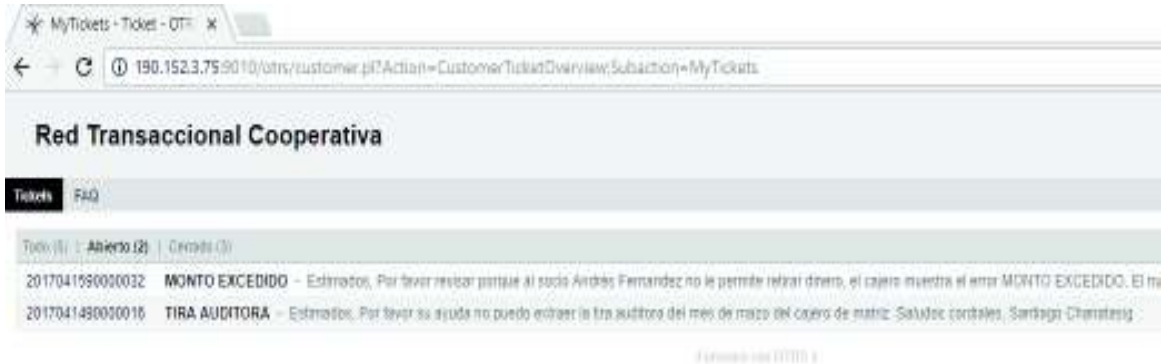 MyTickets - Ticket - OTR
190.152.3.75:9010/otrs/customer.pl?Action=CustomerTicketOverview;Subaction=MyTickets
Red Transaccional Cooperativa
Tickets FAQ
Todo (5) | Abierto (2) | Cerrado (3)
2017041590000032 MONTO EXCEDIDO – Estimados, Por favor revisar porque al socio Andrés Fernandez no le permite retirar dinero, el cajero muestra el error MONTO EXCEDIDO. El
2017041490000016 TIRA AUDITORA – Estimados, Por favor su ayuda no puedo extraer la tira auditora del mes de marzo del cajero de matriz. Saludos cordiales, Santiago Chanatasig